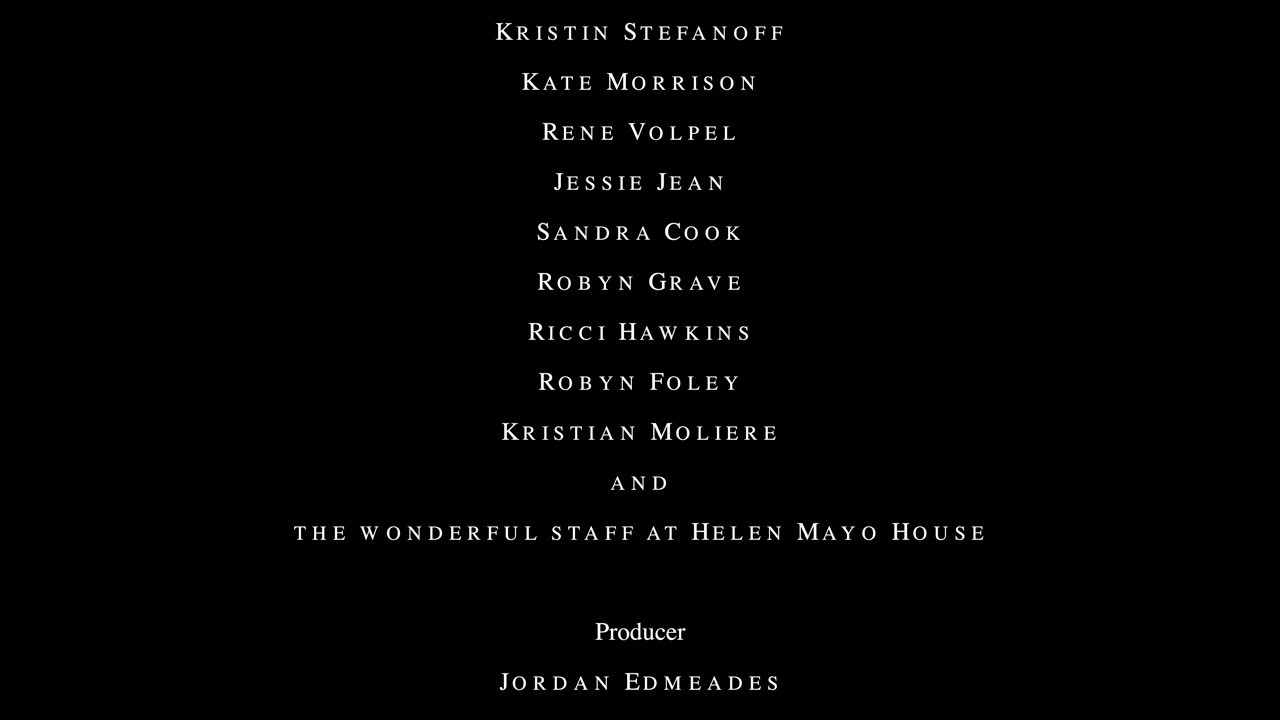 Kristin Stefanoff
Kate Morrison
Rene Volpel
Jessie Jean
Sandra Cook
Robyn Grave
Ricci Hawkins
Robyn Foley
Kristian Moliere
and
the wonderful staff at Helen Mayo House
Producer
Jordan Edmeades